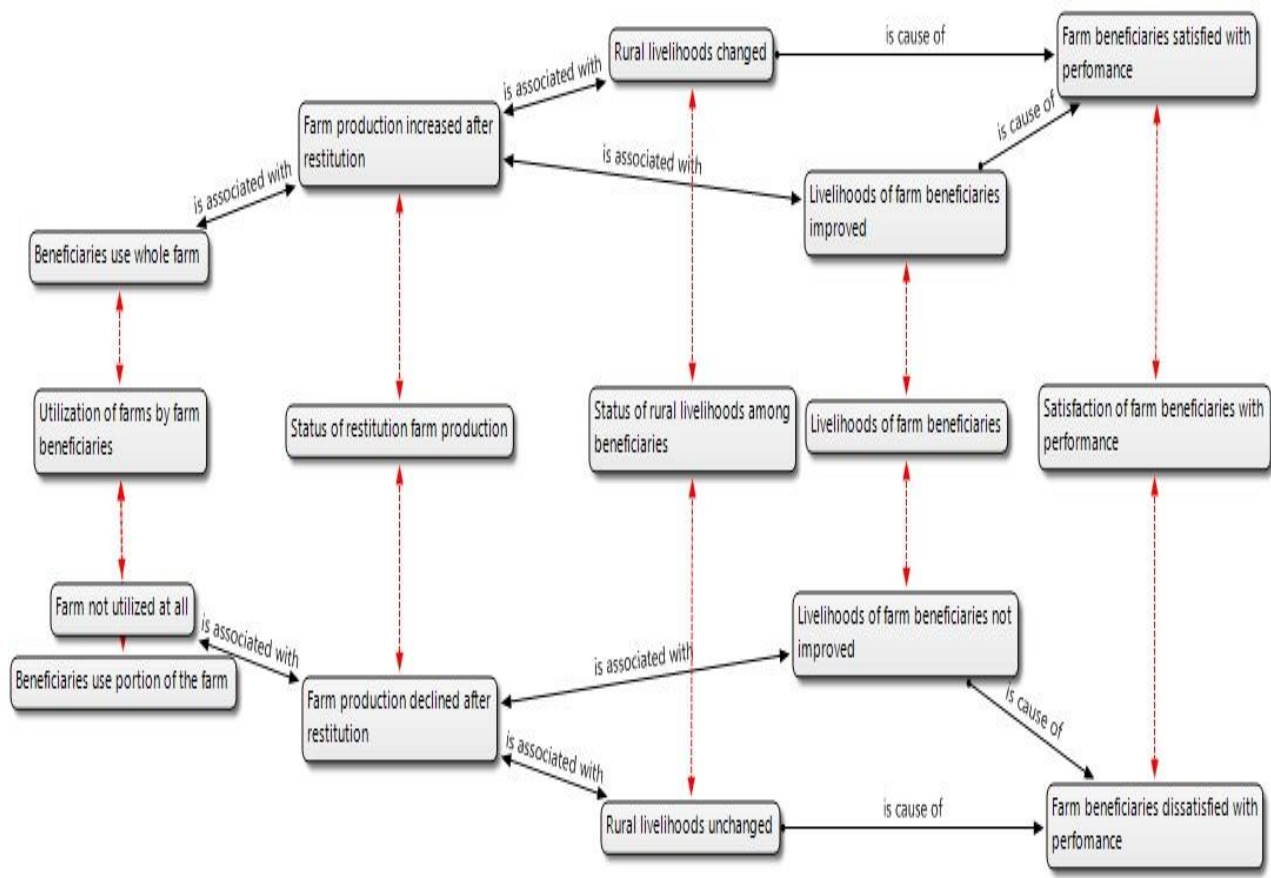 Rural livelihoods changed
is cause of
Farm beneficiaries satisfied with
perfomance
is associated with
Farm production increased after
restitution
is associated with
is cause of
Livelihoods of farm beneficiaries
improved
is associated with
Beneficiaries use whole farm
Utilization of farms by farm
beneficiaries
Status of restitution farm production
Status of rural livelihoods among
beneficiaries
Livelihoods of farm beneficiaries
Satisfaction of farm beneficiaries with
performance
Farm not utilized at all
is associated with
Beneficiaries use portion of the farm
Farm production declined after
restitution
is associated with
Livelihoods of farm beneficiaries not
improved
is cause of
is associated with
Rural livelihoods unchanged
is cause of
Farm beneficiaries dissatisfied with
perfomance